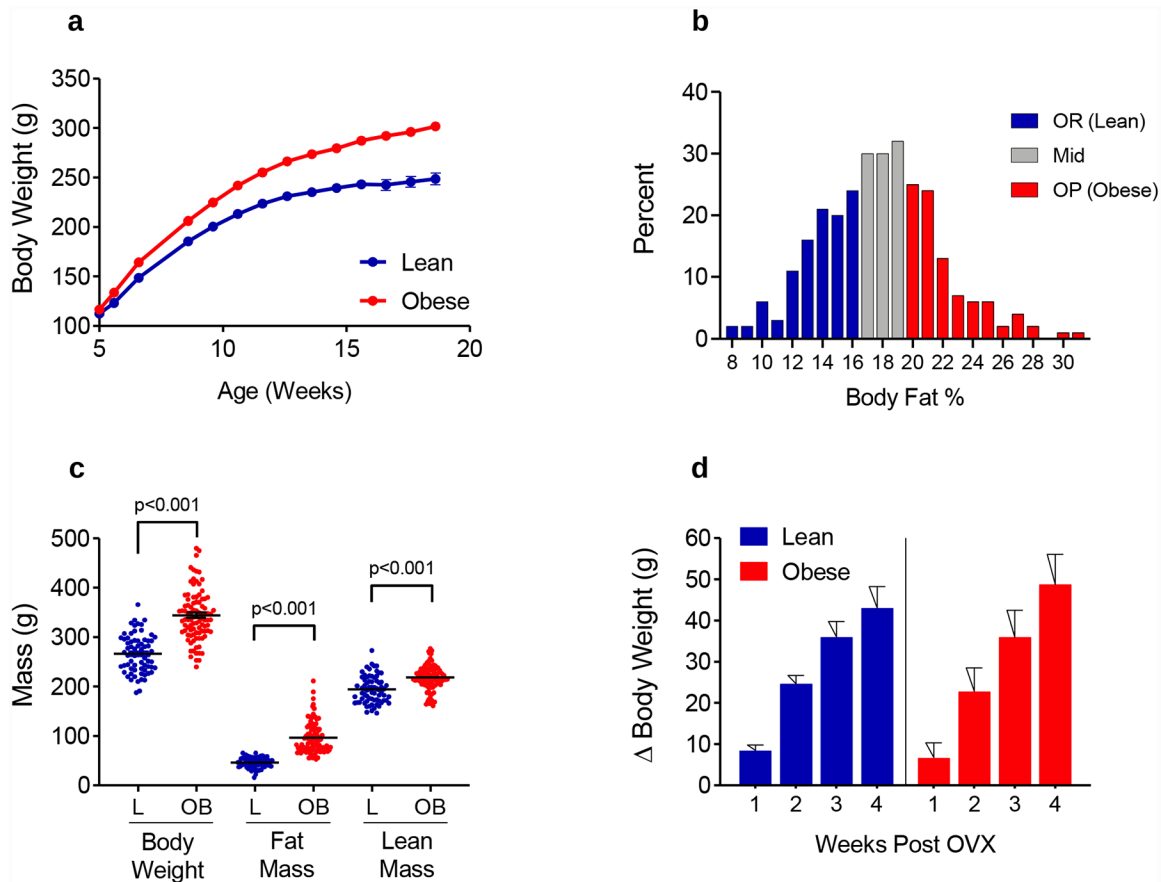 a
350
300
250
200
150
100
Body Weight (g)
Lean
Obese
5
10
15
20
Age (Weeks)
b
40
30
20
10
0
Percent
OR (Lean)
Mid
OP (Obese)
8
10
12
14
16
18
20
22
24
26
28
30
Body Fat %
c
p<0.001
p<0.001
p<0.001
500
400
300
200
100
0
Mass (g)
L
OB
L
OB
L
OB
Body
Weight
Fat
Mass
Lean
Mass
d
60
50
40
30
20
10
0
Δ Body Weight (g)
Lean
Obese
1
2
3
4
1
2
3
4
Weeks Post OVX